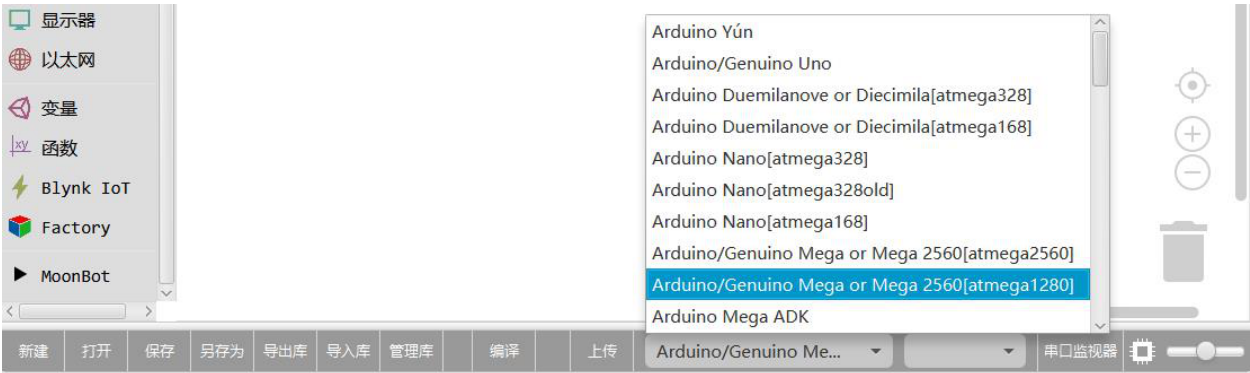 显示器
以太网
变量
函数
Blynk IoT
Factory
MoonBot
Arduino Yún
Arduino/Genuino Uno
Arduino Duemilanove or Diecimila[atmega328]
Arduino Duemilanove or Diecimila[atmega168]
Arduino Nano[atmega328]
Arduino Nano[atmega328old]
Arduino Nano[atmega168]
Arduino/Genuino Mega or Mega 2560[atmega2560]
Arduino/Genuino Mega or Mega 2560[atmega1280]
Arduino Mega ADK
新建 打开 保存 另存为 导出库 导入库 管理库 编译 上传 Arduino/Genuino Me... 串口监视器